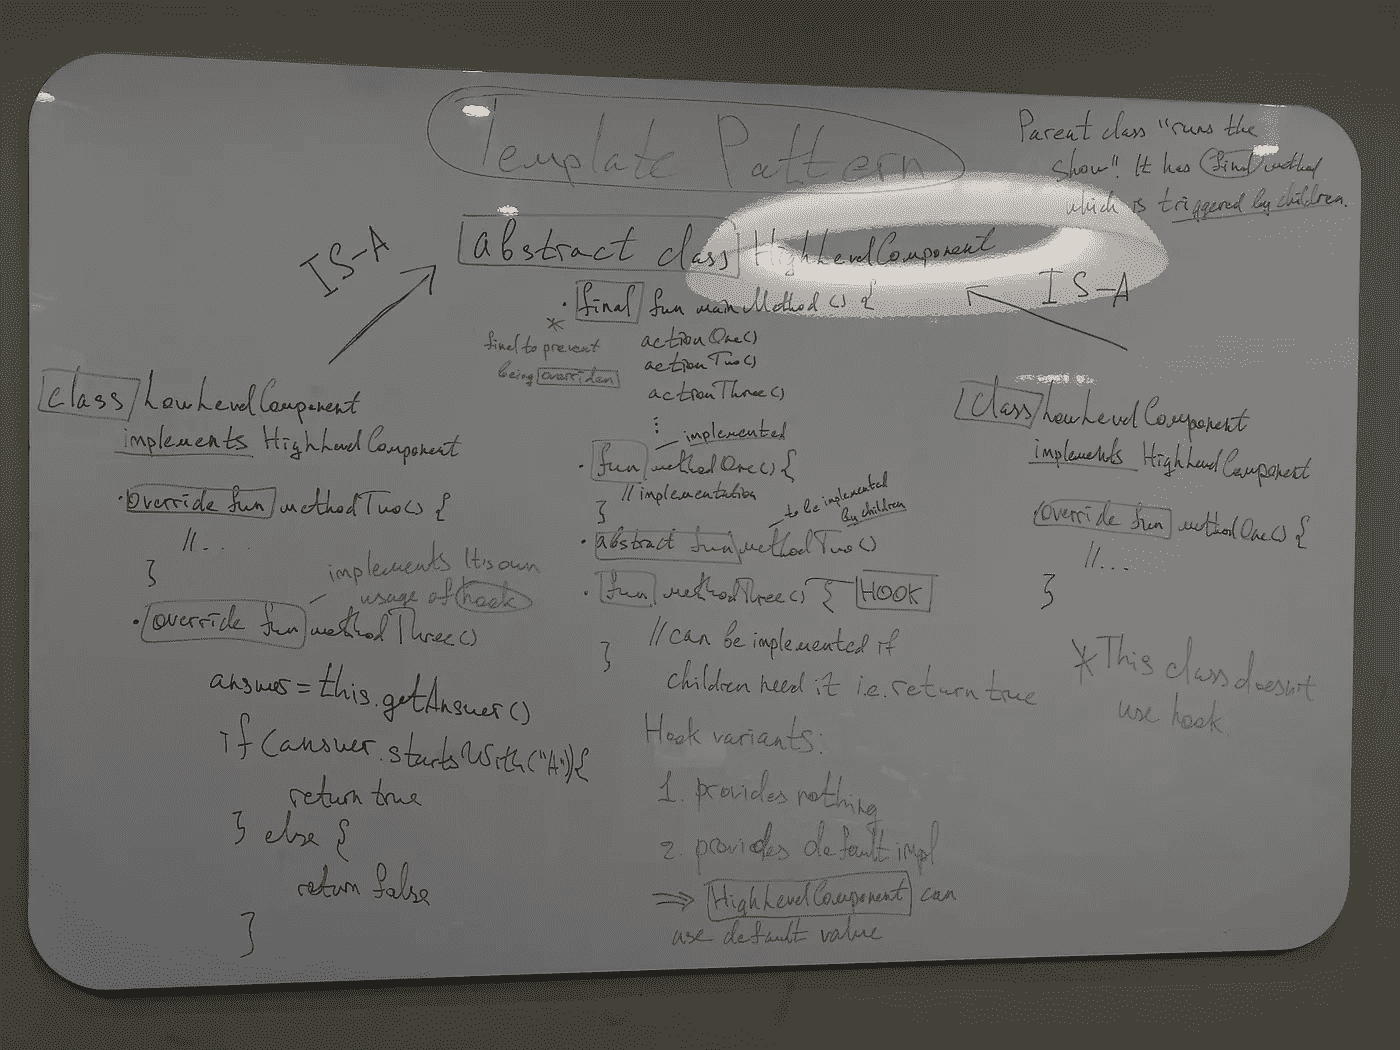 Template Pattern
Parent class "runs the
show". It has final method
which is triggered by children.
abstract class HighLevelComponent
IS-A
IS-A
• final fun mainMethod() {
*
final to prevent
being overriden
actionOne()
actionTwo()
actionThree()
⋮
implemented
• fun methodOne() {
// implementation
}
to be implemented
by children
• abstract fun methodTwo()
• fun methodThree() { HOOK
// can be implemented if
children need it i.e. return true
}
Hook variants:
1. provides nothing
2. provides default impl
⇒ HighLevelComponent can
use default value
class LowLevelComponent
implements HighLevelComponent
• override fun methodTwo() {
// ...
}
implements its own
usage of hook
• override fun methodThree()
answer = this.getAnswer()
if (answer.startsWith("A")){
return true
} else {
return false
}
class LowLevelComponent
implements HighLevelComponent
override fun methodOne() {
// ...
}
* This class doesn't
use hook